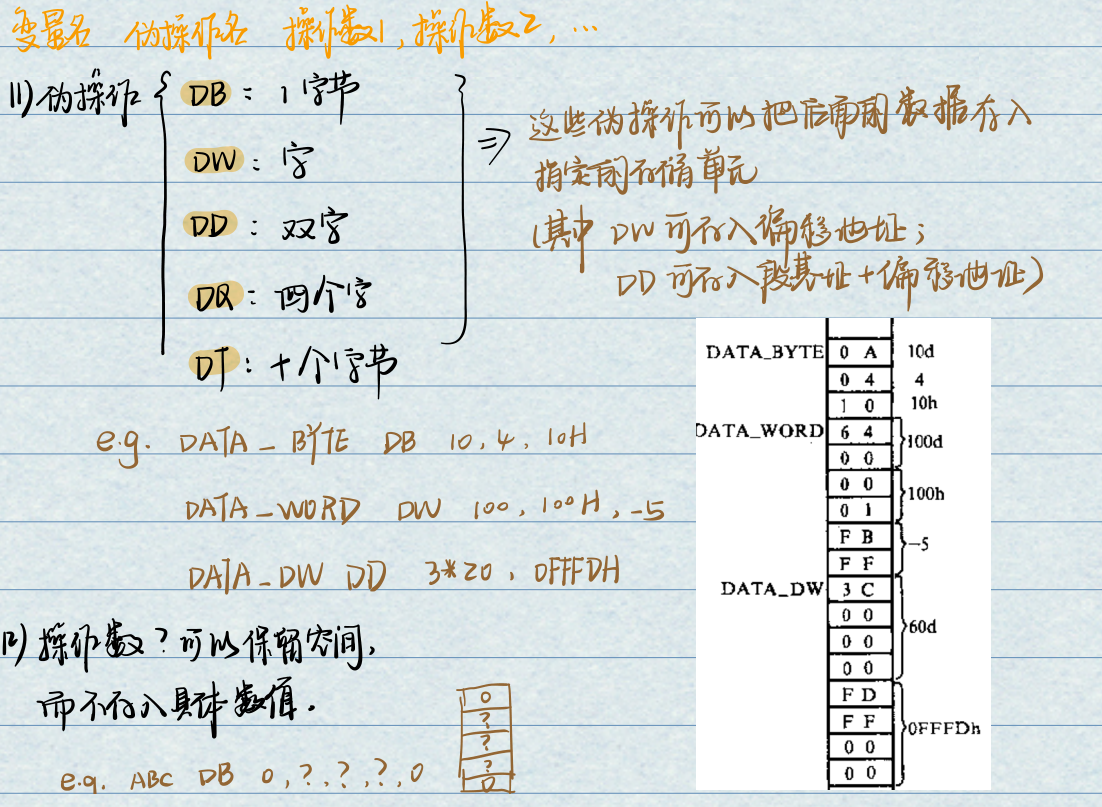 变量名 伪操作名 操作数1, 操作数2, …
(1) 伪操作
DB: 1字节
DW: 字
DD: 双字
DQ: 四个字
DT: 十个字节
⇒ 这些伪操作可以把后面的数据存入
指定的存储单元
(其中 DW可存入偏移地址;
DD可存入段基址+偏移地址)
e.g. DATA_BYTE DB 10, 4, 10H
DATA_WORD DW 100, 100H, -5
DATA_DW DD 3*20, 0FFFDH
(2) 操作数?可以保留空间,
而不存入具体数值.
e.g. ABC DB 0,?,?,?,0
0
?
?
?
0
DATA_BYTE 0 A 10d
0 4 4
1 0 10h
DATA_WORD 6 4
0 0 100d
0 0
0 1 100h
F B
F F -5
DATA_DW 3 C
0 0
0 0 60d
0 0
F D
F F 0FFFDh
0 0
0 0